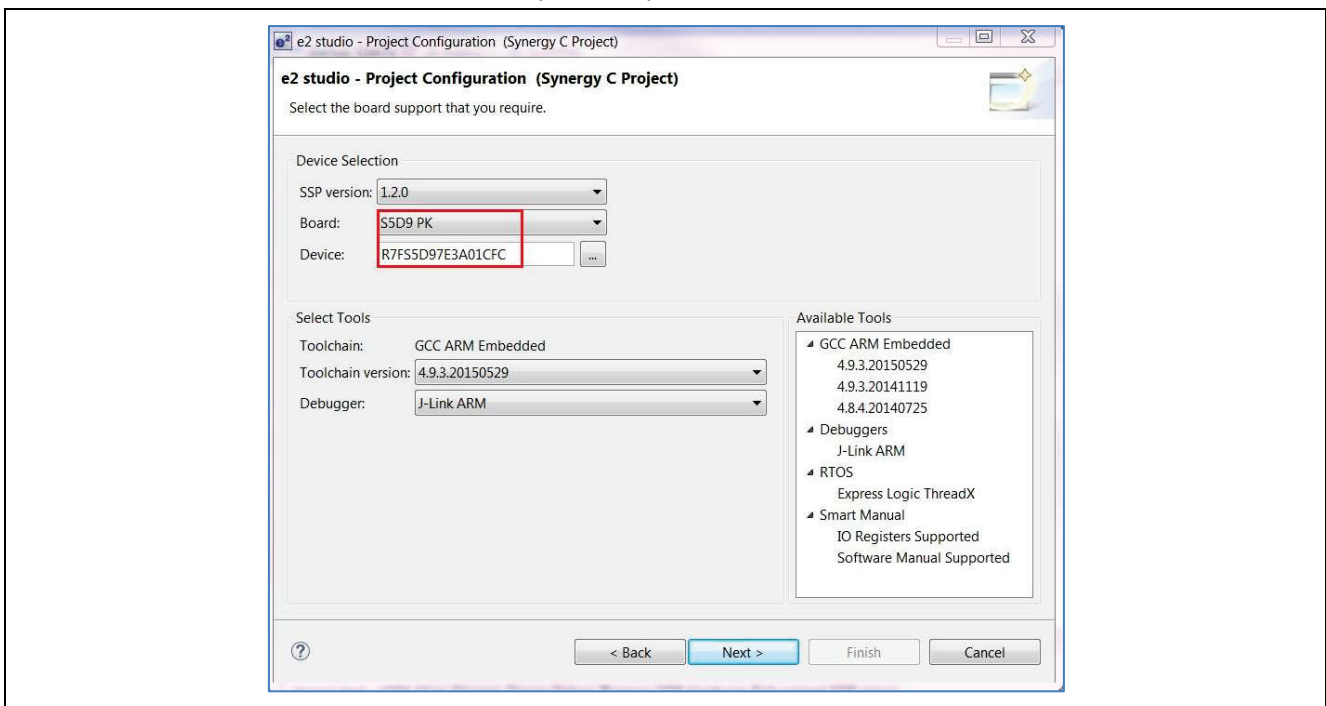 e2 studio - Project Configuration (Synergy C Project)
e2 studio - Project Configuration (Synergy C Project)
Select the board support that you require.
Device Selection
SSP version: 1.2.0
Board: S5D9 PK
Device: R7FS5D97E3A01CFC ...
Select Tools
Toolchain: GCC ARM Embedded
Toolchain version: 4.9.3.20150529
Debugger: J-Link ARM
Available Tools
GCC ARM Embedded
4.9.3.20150529
4.9.3.20141119
4.8.4.20140725
Debuggers
J-Link ARM
RTOS
Express Logic ThreadX
Smart Manual
IO Registers Supported
Software Manual Supported
? < Back Next > Finish Cancel